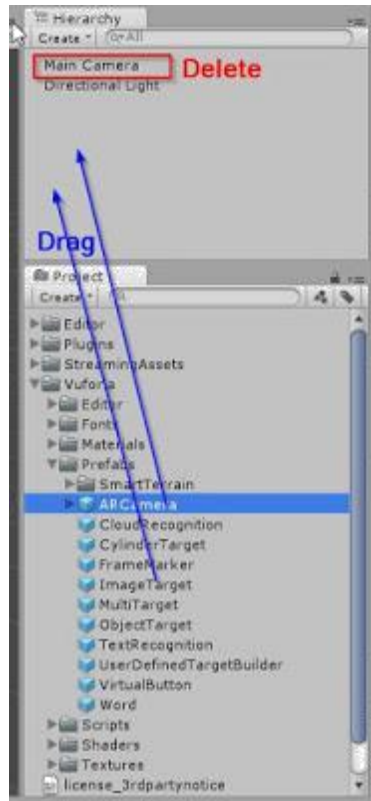 Hierarchy
Create All
Main Camera Delete
Directional Light
Drag
Project
Create
Editor
Plugins
StreamingAssets
Vuforia
Editor
Fonts
Materials
Prefabs
SmartTerrain
ARCamera
CloudRecognition
CylinderTarget
FrameMarker
ImageTarget
MultiTarget
ObjectTarget
TextRecognition
UserDefinedTargetBuilder
VirtualButton
Word
Scripts
Shaders
Textures
license_3rdpartynotice